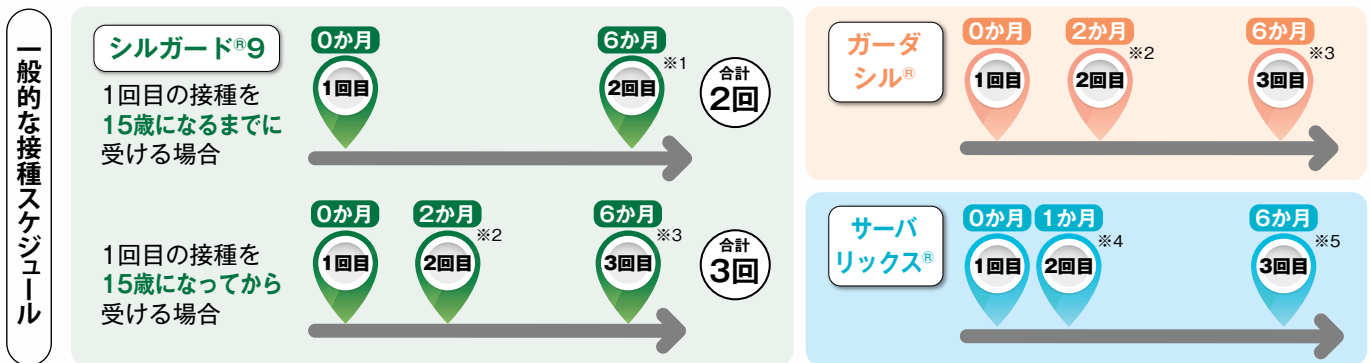 一般的な接種スケジュール
シルガード®9
1回目の接種を
15歳になるまでに
受ける場合
0か月
1回目
6か月
※1
2回目
合計
2回
1回目の接種を
15歳になってから
受ける場合
0か月
1回目
2か月
※2
2回目
6か月
※3
3回目
合計
3回
ガーダ
シル®
0か月
1回目
2か月
※2
2回目
6か月
※3
3回目
サーバ
リックス®
0か月
1回目
1か月
※4
2回目
6か月
※5
3回目